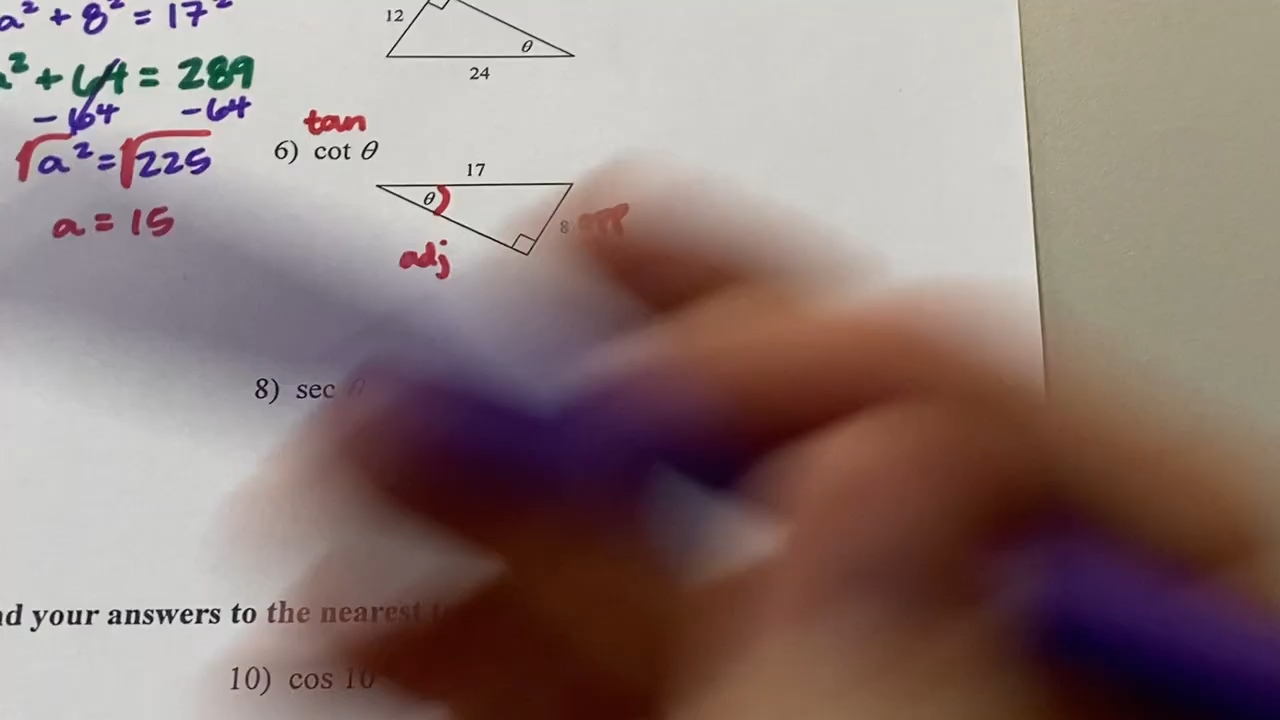 a² + 8² = 17²
a² + 64 = 289
- 64 - 64
√a² = √225
a = 15
12
θ
24
tan
6) cot θ
17
θ
8 opp
adj
8) sec θ
your answers to the nearest
10) cos 10